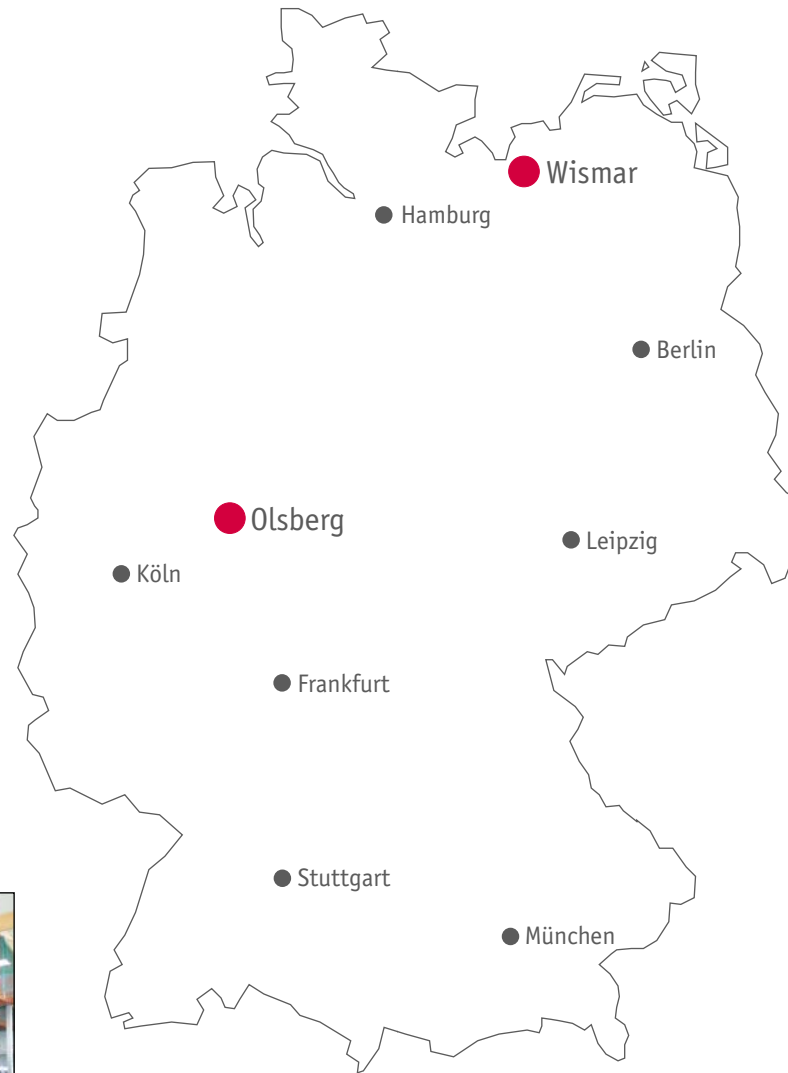 Wismar
Hamburg
Berlin
Olsberg
Leipzig
Köln
Frankfurt
Stuttgart
München